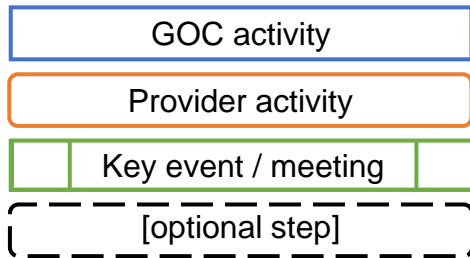 GOC activity
Provider activity
Key event / meeting
[optional step]